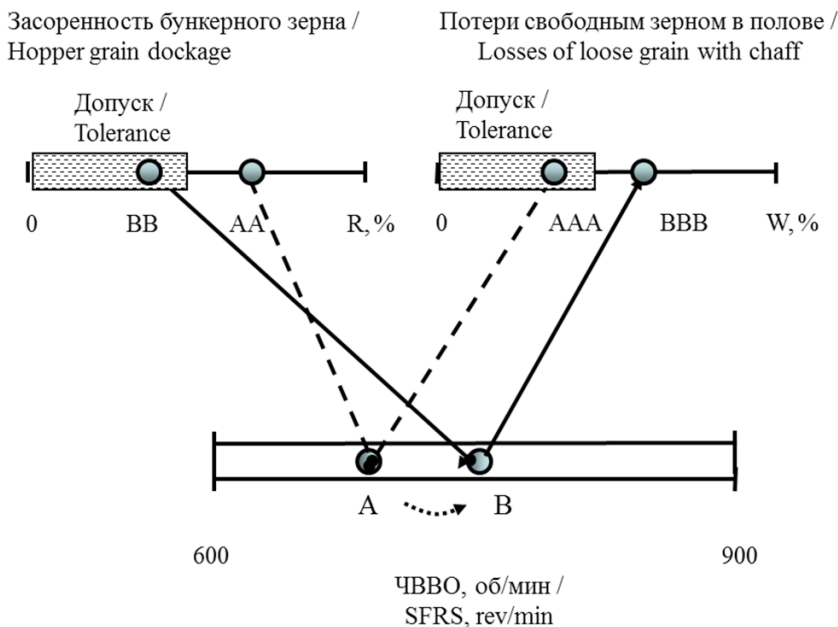 Засоренность бункерного зерна /
Hopper grain dockage
Потери свободным зерном в полове /
Losses of loose grain with chaff
Допуск /
Tolerance
Допуск /
Tolerance
0 BB AA R, %
0 AAA BBB W, %
A B
600 900
ЧВВО, об/мин /
SFRS, rev/min